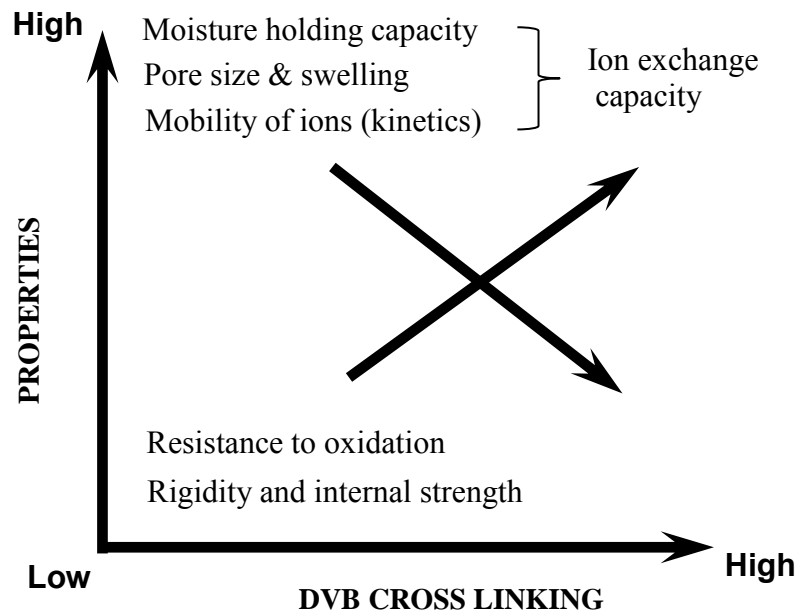 High
Moisture holding capacity
Pore size & swelling
Mobility of ions (kinetics)
Ion exchange
capacity
PROPERTIES
Resistance to oxidation
Rigidity and internal strength
Low
High
DVB CROSS LINKING